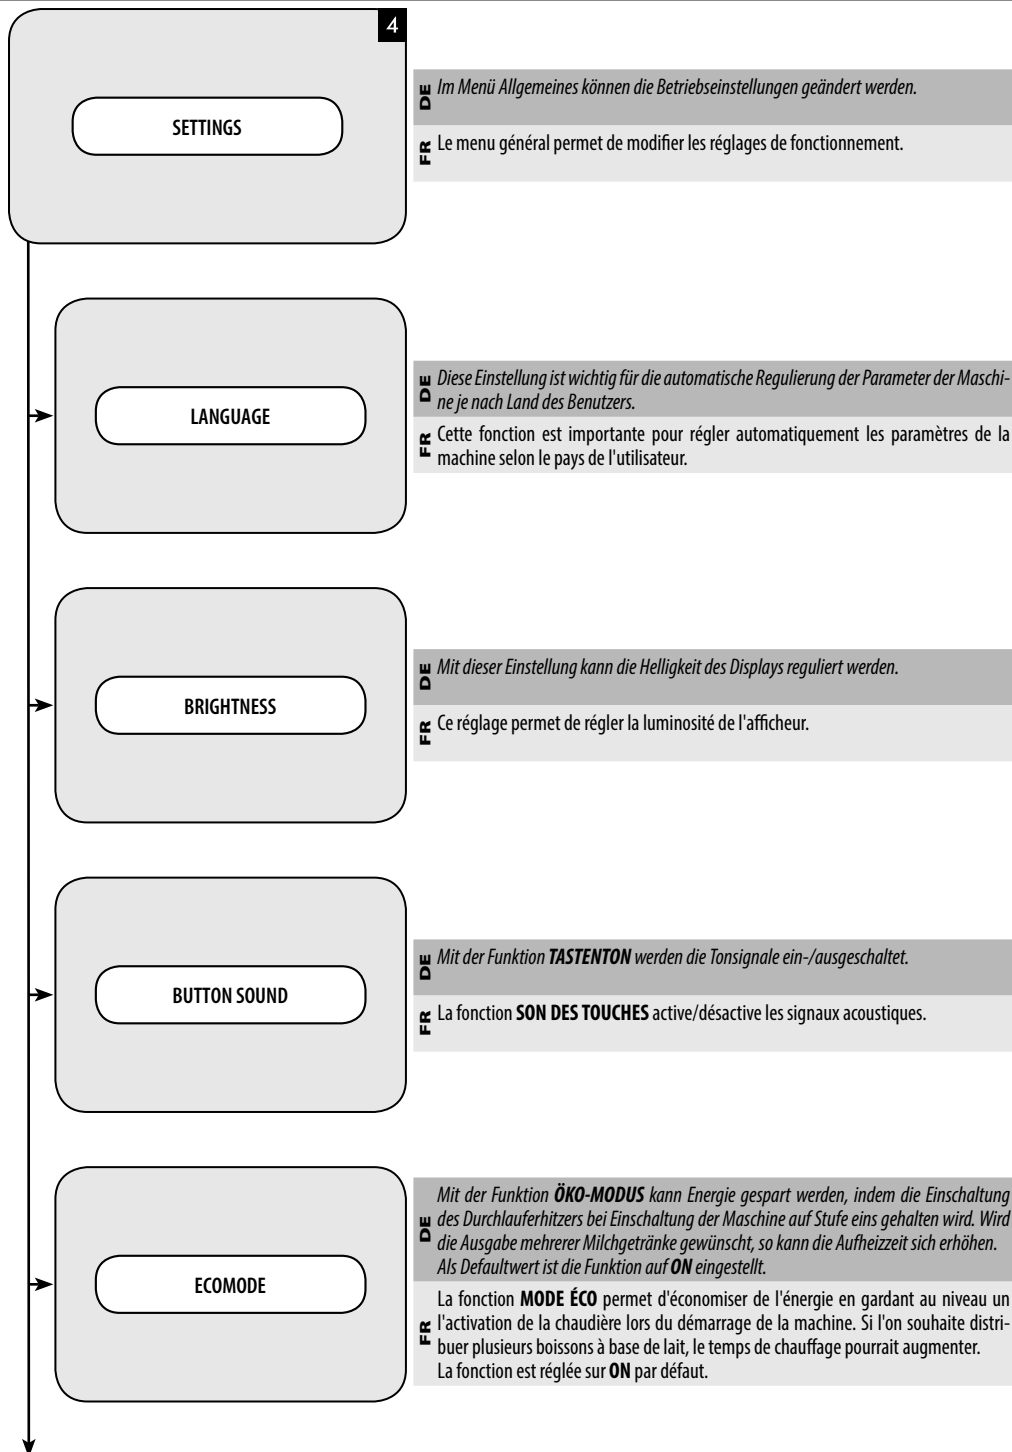 4
SETTINGS
DE Im Menü Allgemeines können die Betriebseinstellungen geändert werden.
FR Le menu général permet de modifier les réglages de fonctionnement.
LANGUAGE
DE Diese Einstellung ist wichtig für die automatische Regulierung der Parameter der Maschi-
ne je nach Land des Benutzers.
FR Cette fonction est importante pour régler automatiquement les paramètres de la
machine selon le pays de l'utilisateur.
BRIGHTNESS
DE Mit dieser Einstellung kann die Helligkeit des Displays reguliert werden.
FR Ce réglage permet de régler la luminosité de l'afficheur.
BUTTON SOUND
DE Mit der Funktion TASTENTON werden die Tonsignale ein-/ausgeschaltet.
FR La fonction SON DES TOUCHES active/désactive les signaux acoustiques.
ECOMODE
DE Mit der Funktion ÖKO-MODUS kann Energie gespart werden, indem die Einschaltung
des Durchlauferhitzers bei Einschaltung der Maschine auf Stufe eins gehalten wird. Wird
die Ausgabe mehrerer Milchgetränke gewünscht, so kann die Aufheizzeit sich erhöhen.
Als Defaultwert ist die Funktion auf ON eingestellt.
FR La fonction MODE ÉCO permet d'économiser de l'énergie en gardant au niveau un
l'activation de la chaudière lors du démarrage de la machine. Si l'on souhaite distri-
buer plusieurs boissons à base de lait, le temps de chauffage pourrait augmenter.
La fonction est réglée sur ON par défaut.